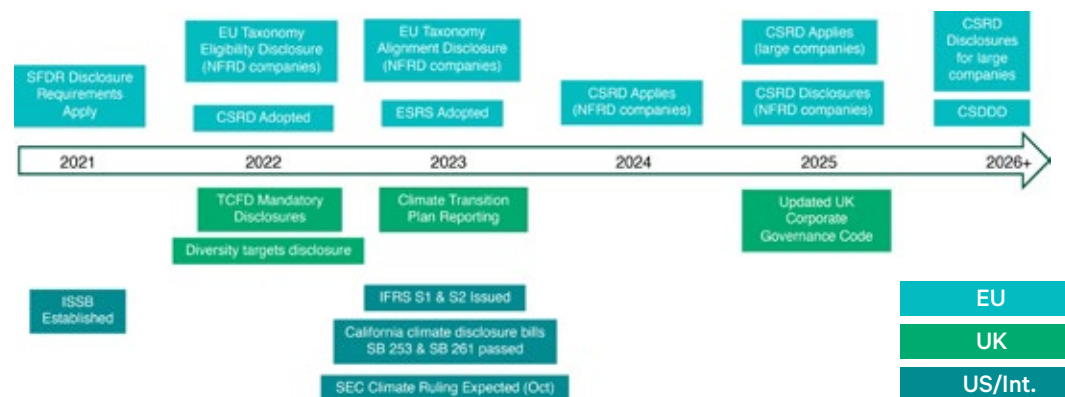 SFDR Disclosure
Requirements
Apply
EU Taxonomy
Eligibility Disclosure
(NFRD companies)
CSRD Adopted
EU Taxonomy
Alignment Disclosure
(NFRD companies)
ESRS Adopted
CSRD Applies
(NFRD companies)
CSRD Applies
(large companies)
CSRD Disclosures
(NFRD companies)
CSRD
Disclosures
for large
companies
CSDDD
2021
2022
2023
2024
2025
2026+
TCFD Mandatory
Disclosures
Diversity targets disclosure
Climate Transition
Plan Reporting
Updated UK
Corporate
Governance Code
ISSB
Established
IFRS S1 & S2 Issued
California climate disclosure bills
SB 253 & SB 261 passed
SEC Climate Ruling Expected (Oct)
EU
UK
US/Int.